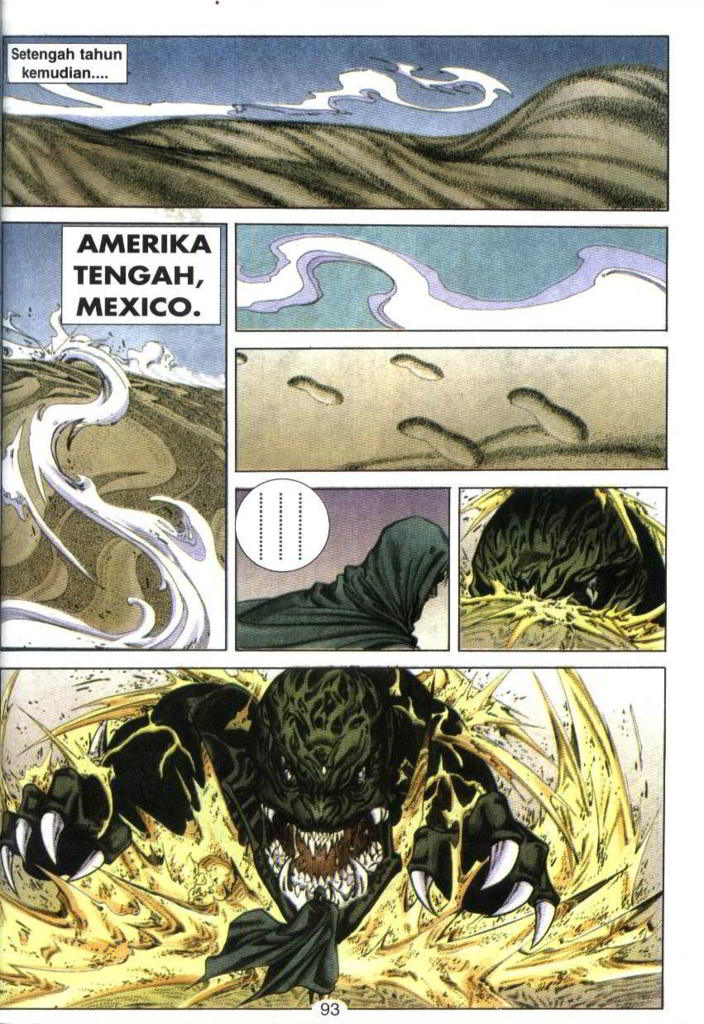 Setengah tahun
kemudian....
AMERIKA
TENGAH,
MEXICO.
93